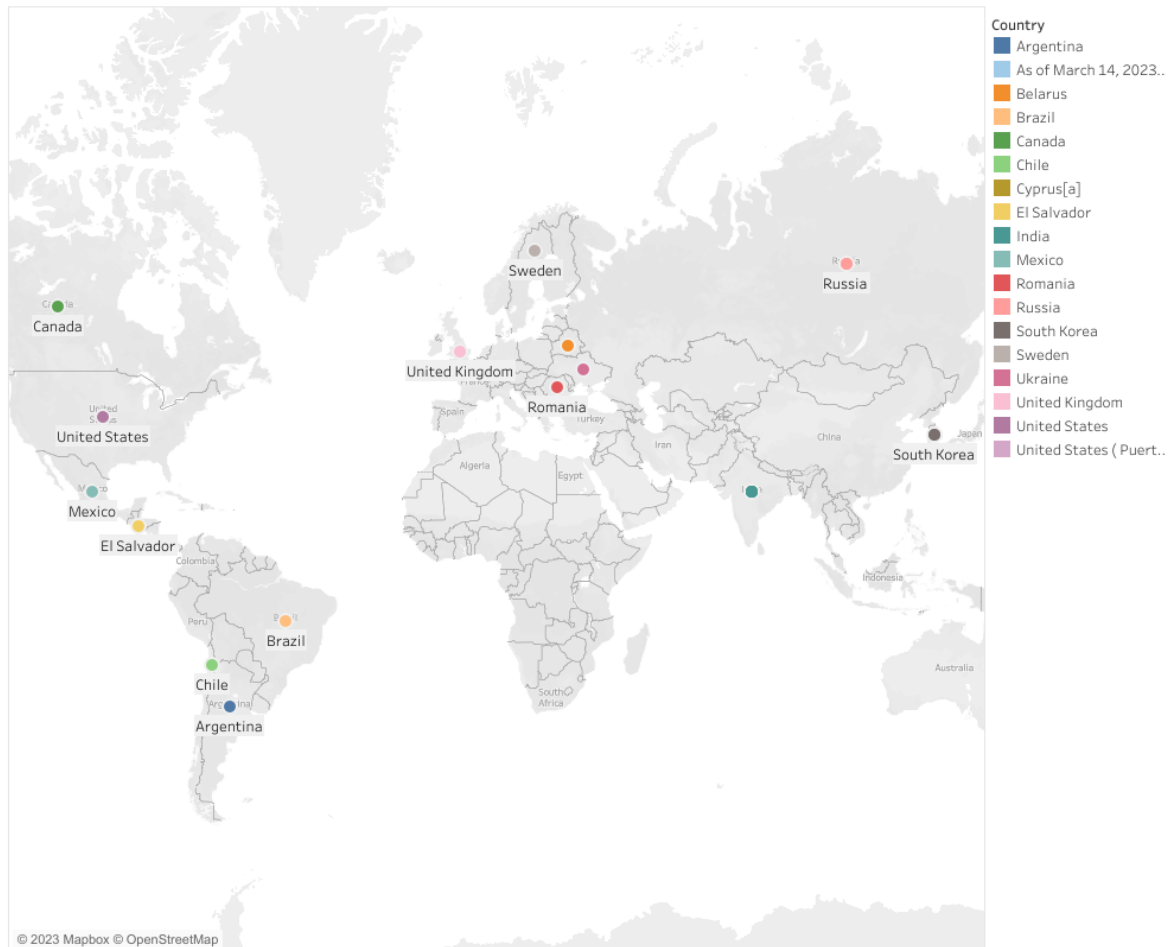 Country
Argentina
As of March 14, 2023..
Belarus
Brazil
Canada
Chile
Cyprus[a]
El Salvador
India
Mexico
Romania
Russia
South Korea
Sweden
Ukraine
United Kingdom
United States
United States ( Puert..
Sweden
Russia
Canada
United Kingdom
France
Romania
Spain
Turkey
United States
United
China
Japan
South Korea
Iran
Algeria
Egypt
Mexico
El Salvador
Colombia
Indonesia
Peru
Brazil
Chile
Australia
South
Africa
Argentina
© 2023 Mapbox © OpenStreetMap